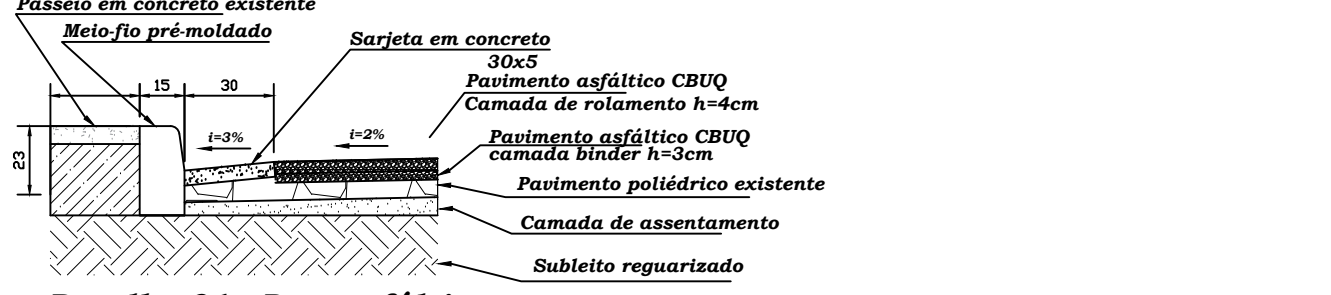 Passeio em concreto existente
Meio-fio pré-moldado
Sarjeta em concreto
30x5
Pavimento asfáltico CBUQ
Camada de rolamento h=4cm
15
30
i=3%
i=2%
Pavimento asfáltico CBUQ
camada binder h=3cm
23
Pavimento poliédrico existente
Camada de assentamento
Subleito reguarizado